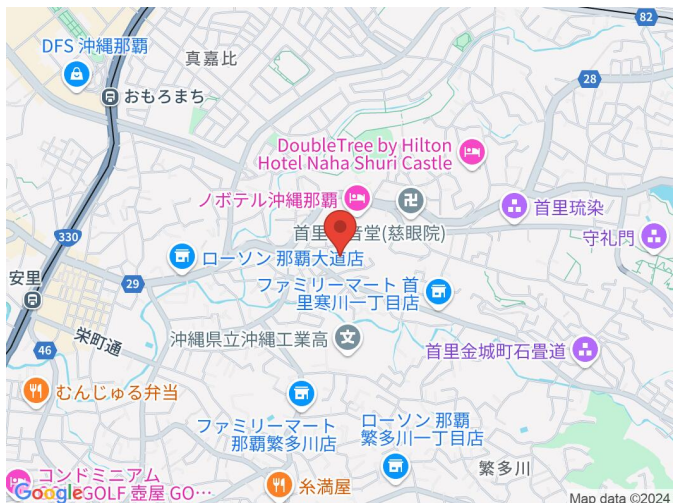 82
真嘉比
DFS 沖縄那覇
28
おもろまち
DoubleTree by Hilton
Hotel Naha Shuri Castle
ノボテル沖縄那覇
首里琉染
首里
音堂(慈眼院)
守礼門
330
ローソン 那覇大道店
安里
29
ファミリーマート 首
里寒川一丁目店
栄町通
沖縄県立沖縄工業高
46
首里金城町石畳道
むんじゅる弁当
ファミリーマート
那覇繁多川店
ローソン 那覇
繁多川一丁目店
繁多川
コンドミニアム
GOLF 壺屋 GO…
糸満屋
Google
Map data ©2024